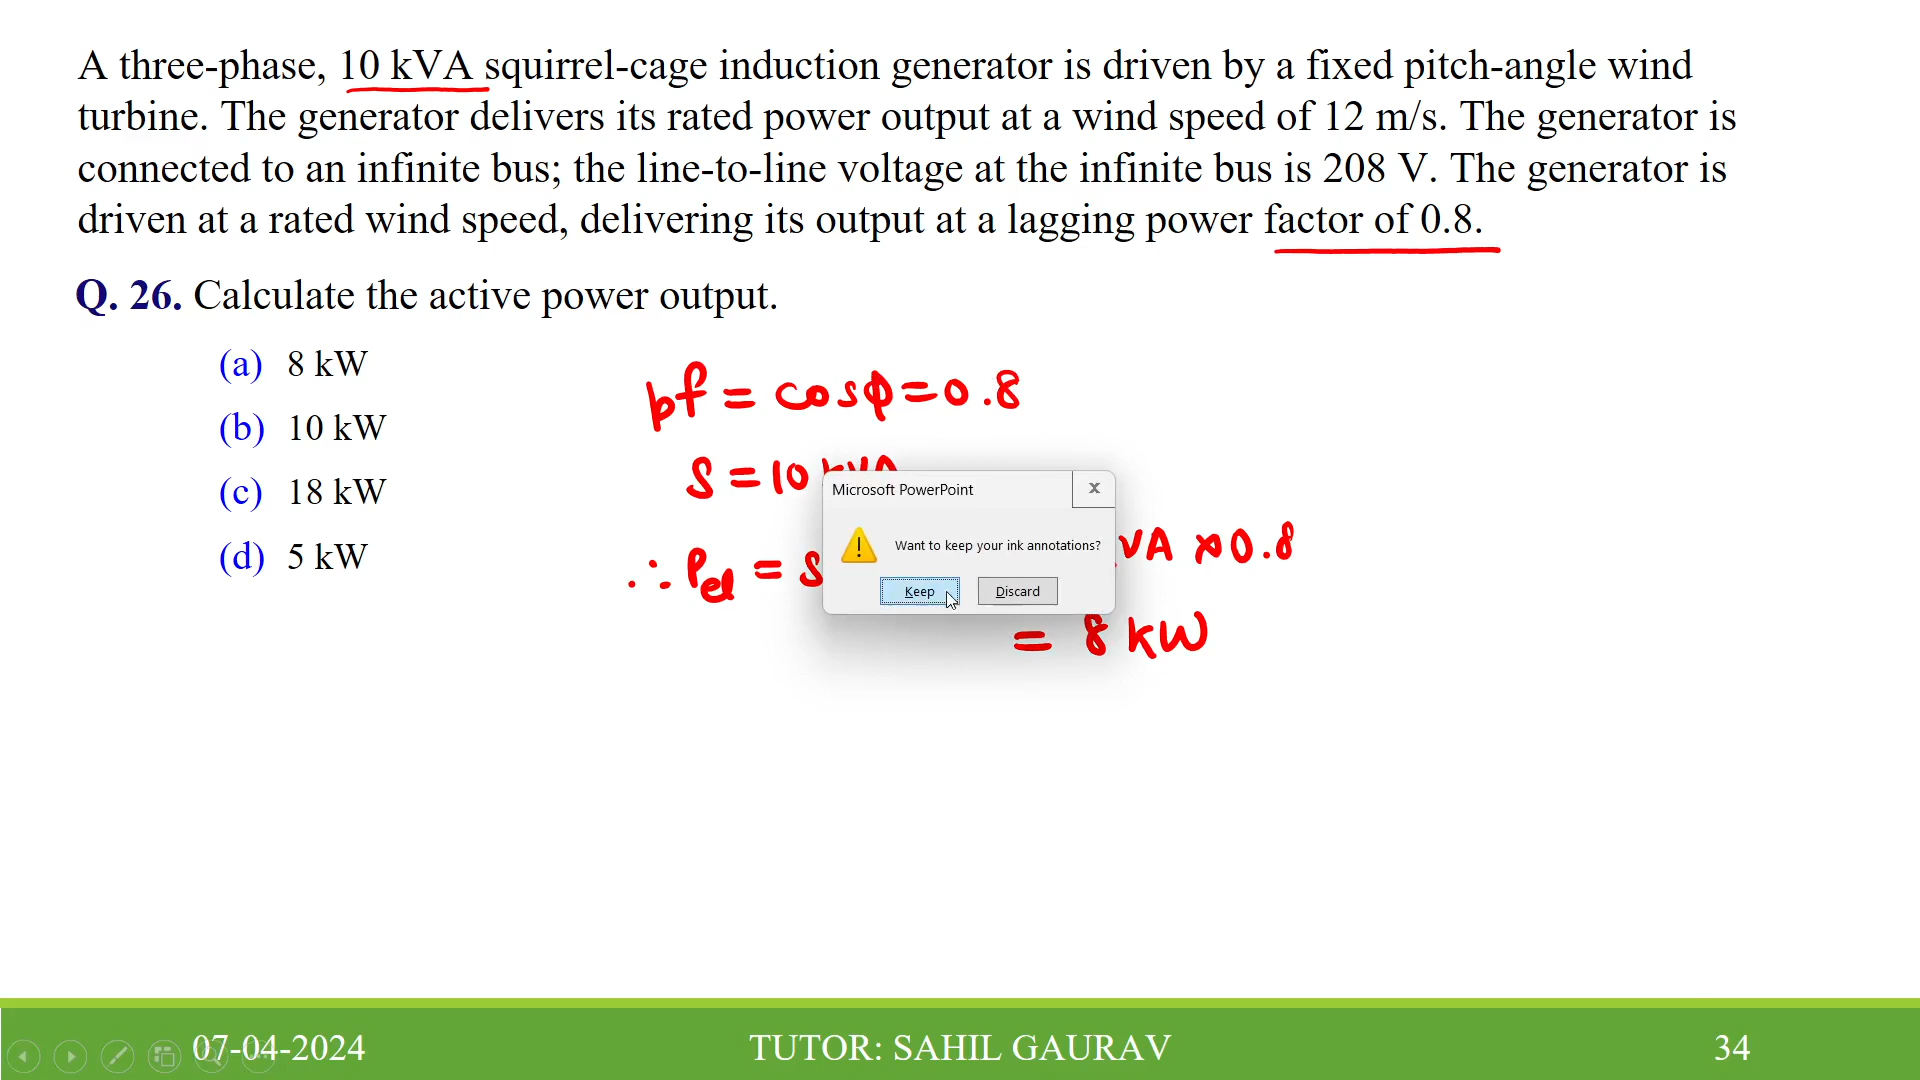 A three-phase, 10 kVA squirrel-cage induction generator is driven by a fixed pitch-angle wind
turbine. The generator delivers its rated power output at a wind speed of 12 m/s. The generator is
connected to an infinite bus; the line-to-line voltage at the infinite bus is 208 V. The generator is
driven at a rated wind speed, delivering its output at a lagging power factor of 0.8.
Q. 26. Calculate the active power output.
(a) 8 kW
(b) 10 kW
(c) 18 kW
(d) 5 kW
pf = cosϕ = 0.8
S = 10 kVA
Microsoft PowerPoint
X
Want to keep your ink annotations?
Keep Discard
∴ Pel = S VA × 0.8
= 8 kW
07-04-2024 TUTOR: SAHIL GAURAV 34